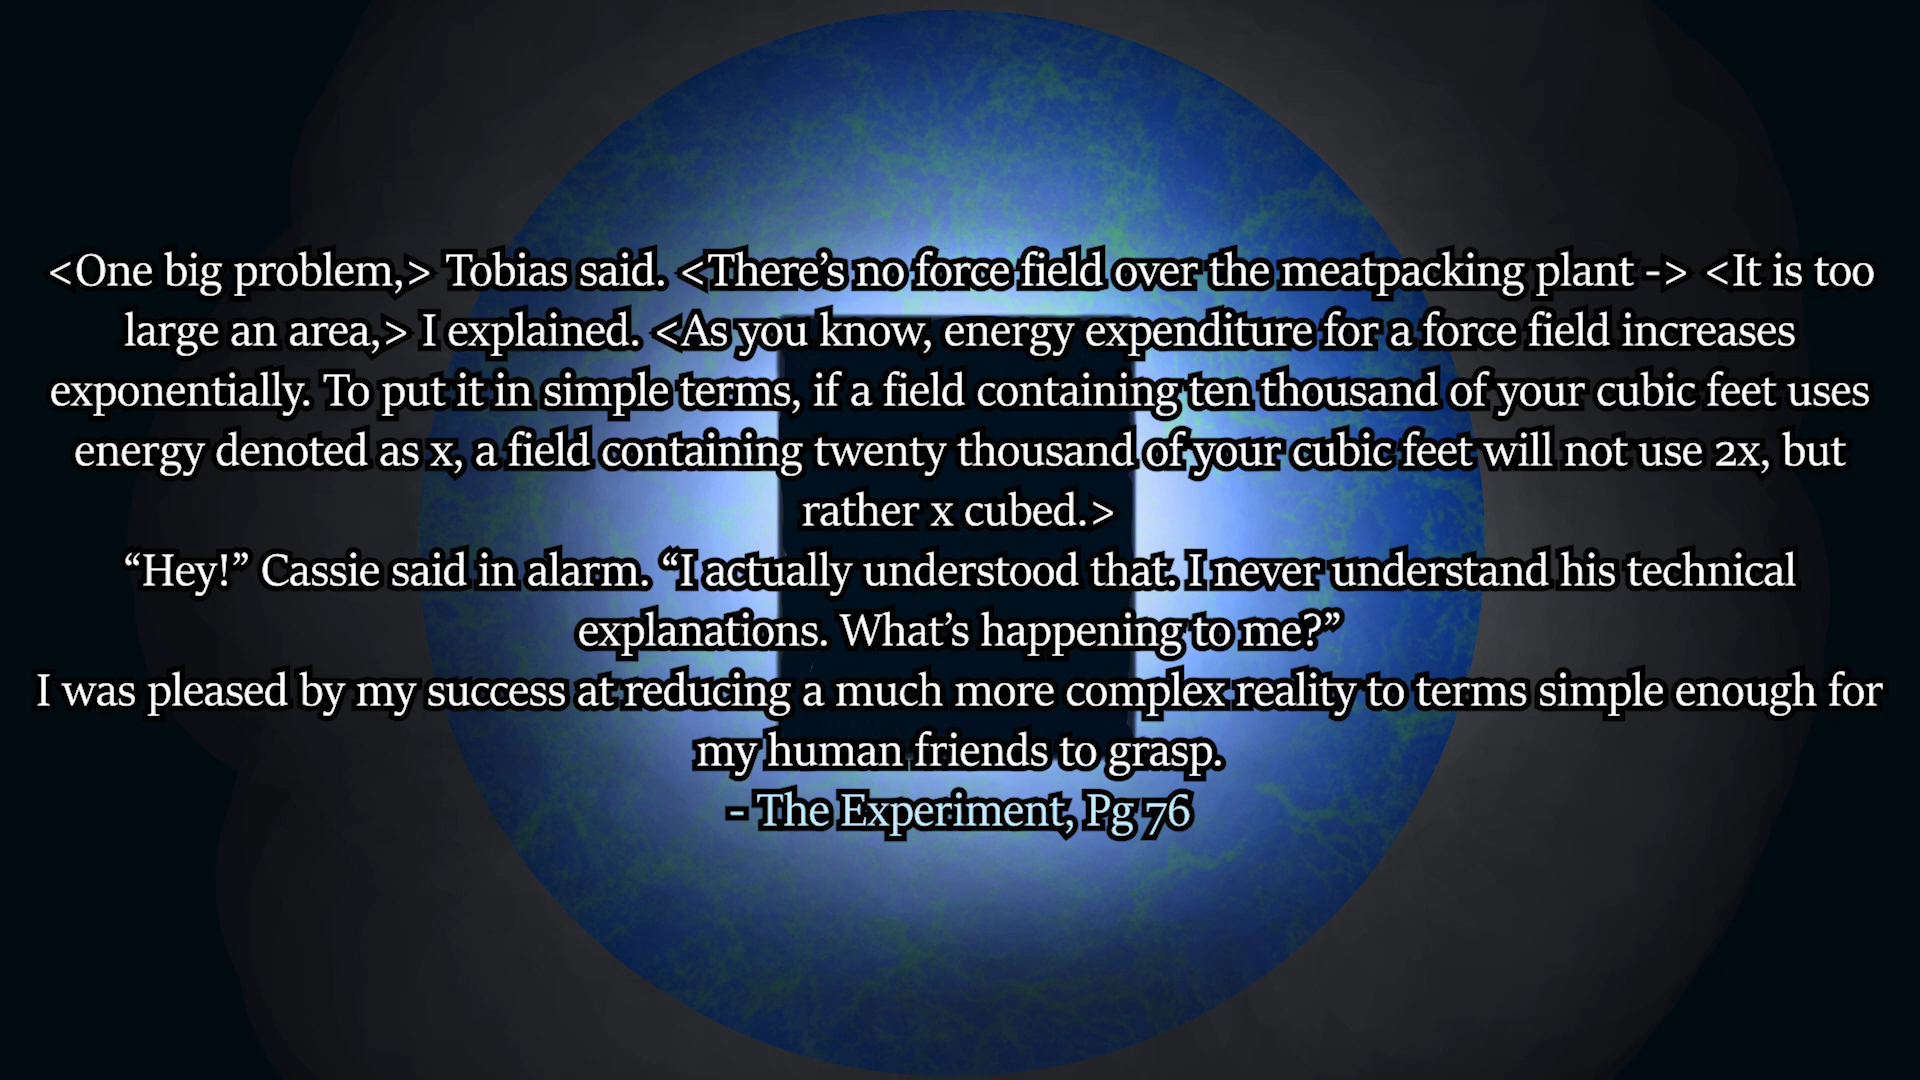 <One big problem,> Tobias said. <There’s no force field over the meatpacking plant -> <It is too
large an area,> I explained. <As you know, energy expenditure for a force field increases
exponentially. To put it in simple terms, if a field containing ten thousand of your cubic feet uses
energy denoted as x, a field containing twenty thousand of your cubic feet will not use 2x, but
rather x cubed.>
“Hey!” Cassie said in alarm. “I actually understood that. I never understand his technical
explanations. What’s happening to me?”
I was pleased by my success at reducing a much more complex reality to terms simple enough for
my human friends to grasp.
- The Experiment, Pg 76